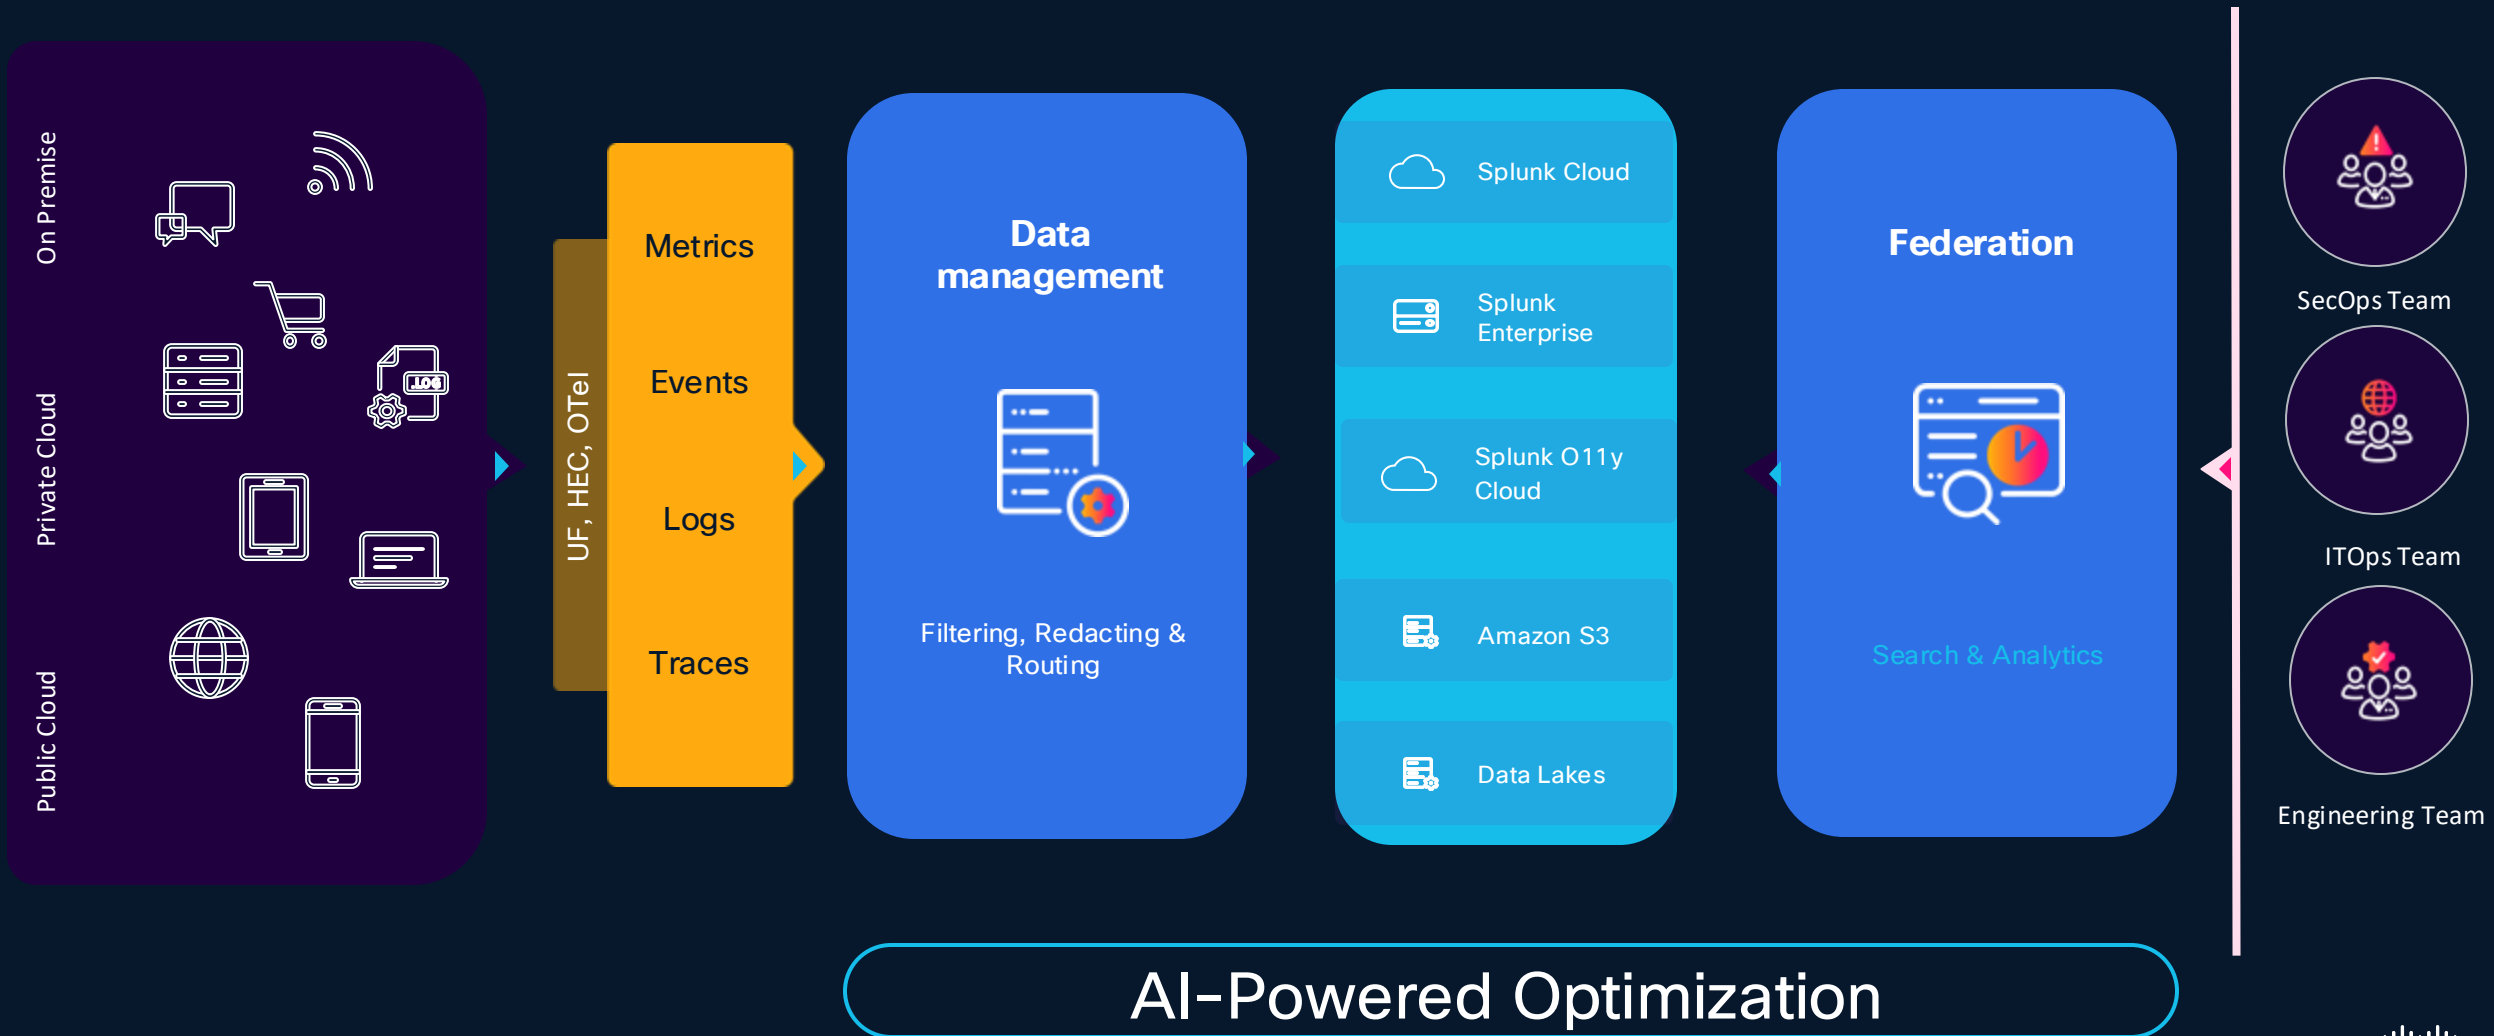 On Premise
Private Cloud
Public Cloud
.LOG
UF, HEC, OTel
Metrics
Events
Logs
Traces
Data
management
Filtering, Redacting &
Routing
Splunk Cloud
Splunk
Enterprise
Splunk O11y
Cloud
Amazon S3
Data Lakes
Federation
Search & Analytics
SecOps Team
ITOps Team
Engineering Team
AI-Powered Optimization